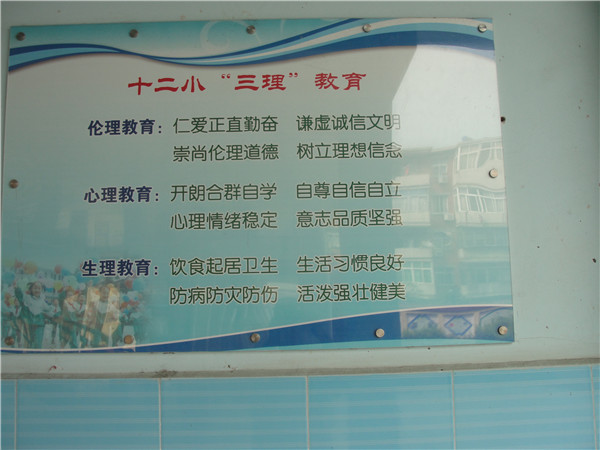 十二小“三理”教育
伦理教育：仁爱正直勤奋 谦虚诚信文明
崇尚伦理道德 树立理想信念
心理教育：开朗合群自学 自尊自信自立
心理情绪稳定 意志品质坚强
生理教育：饮食起居卫生 生活习惯良好
防病防灾防伤 活泼强壮健美